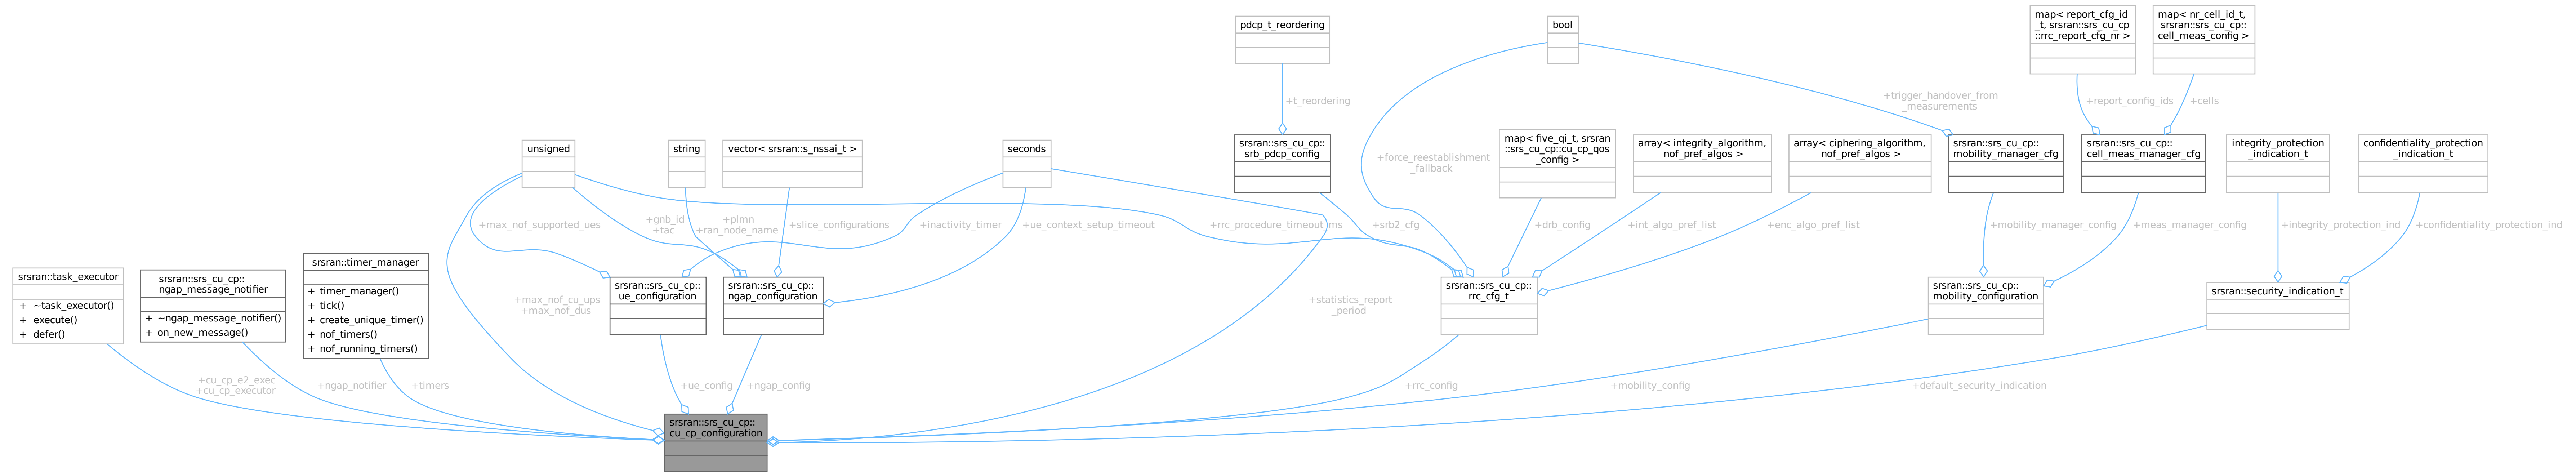 pdcp_t_reordering
bool
map< report_cfg_id
_t, srsran::srs_cu_cp
::rrc_report_cfg_nr >
map< nr_cell_id_t,
srsran::srs_cu_cp::
cell_meas_config >
+t_reordering
+trigger_handover_from
_measurements
+report_config_ids
+cells
unsigned
string
vector< srsran::s_nssai_t >
seconds
srsran::srs_cu_cp::
srb_pdcp_config
+force_reestablishment
_fallback
map< five_qi_t, srsran
::srs_cu_cp::cu_cp_qos
_config >
array< integrity_algorithm,
nof_pref_algos >
array< ciphering_algorithm,
nof_pref_algos >
srsran::srs_cu_cp::
mobility_manager_cfg
srsran::srs_cu_cp::
cell_meas_manager_cfg
integrity_protection
_indication_t
confidentiality_protection
_indication_t
+max_nof_supported_ues
+gnb_id
+tac
+plmn
+ran_node_name
+slice_configurations
+inactivity_timer
+ue_context_setup_timeout
+rrc_procedure_timeout_ms
+srb2_cfg
+drb_config
+int_algo_pref_list
+enc_algo_pref_list
+mobility_manager_config
+meas_manager_config
+integrity_protection_ind
+confidentiality_protection_ind
srsran::task_executor
+ ~task_executor()
+ execute()
+ defer()
srsran::srs_cu_cp::
ngap_message_notifier
+ ~ngap_message_notifier()
+ on_new_message()
srsran::timer_manager
+ timer_manager()
+ tick()
+ create_unique_timer()
+ nof_timers()
+ nof_running_timers()
+max_nof_cu_ups
+max_nof_dus
srsran::srs_cu_cp::
ue_configuration
srsran::srs_cu_cp::
ngap_configuration
+statistics_report
_period
srsran::srs_cu_cp::
rrc_cfg_t
srsran::srs_cu_cp::
mobility_configuration
srsran::security_indication_t
+cu_cp_e2_exec
+cu_cp_executor
+ngap_notifier
+timers
+ue_config
+ngap_config
+rrc_config
+mobility_config
+default_security_indication
srsran::srs_cu_cp::
cu_cp_configuration